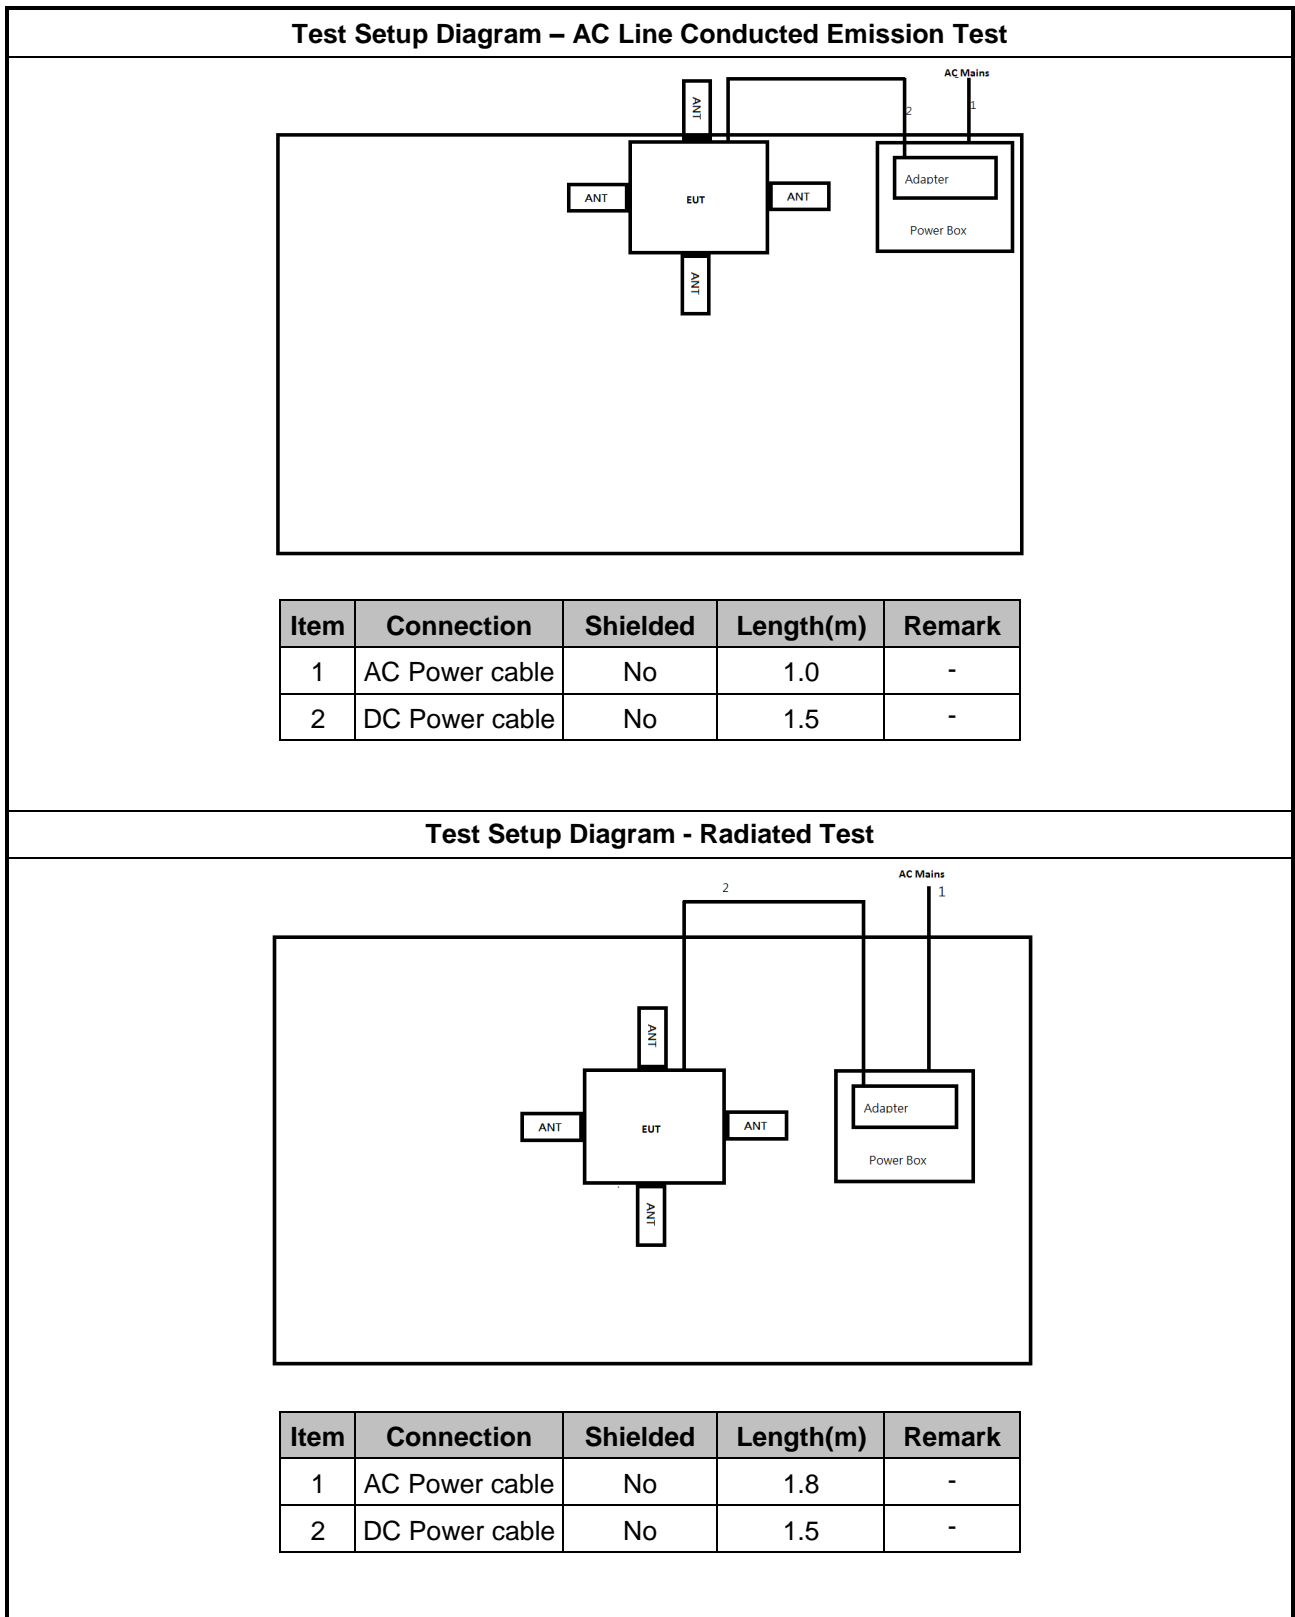 Test Setup Diagram – AC Line Conducted Emission Test
AC Mains
ANT
2
1
Adapter
ANT
EUT
ANT
Power Box
ANT
Item Connection Shielded Length(m) Remark
1 AC Power cable No 1.0 -
2 DC Power cable No 1.5 -
Test Setup Diagram - Radiated Test
AC Mains
2
1
ANT
Adapter
ANT
EUT
ANT
Power Box
ANT
Item Connection Shielded Length(m) Remark
1 AC Power cable No 1.8 -
2 DC Power cable No 1.5 -